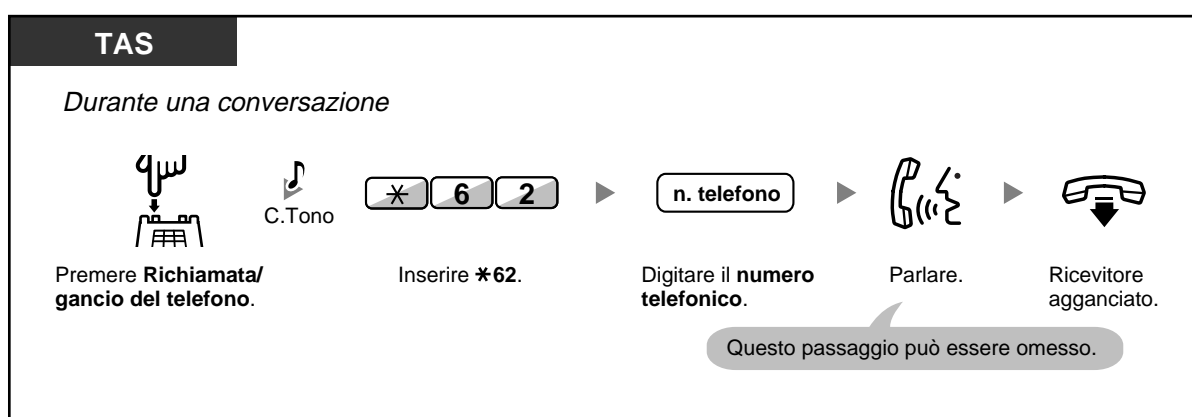 TAS
Durante una conversazione
C.Tono
* 6 2
n. telefono
Premere Richiamata/
gancio del telefono.
Inserire *62.
Digitare il numero
telefonico.
Parlare.
Ricevitore
agganciato.
Questo passaggio può essere omesso.